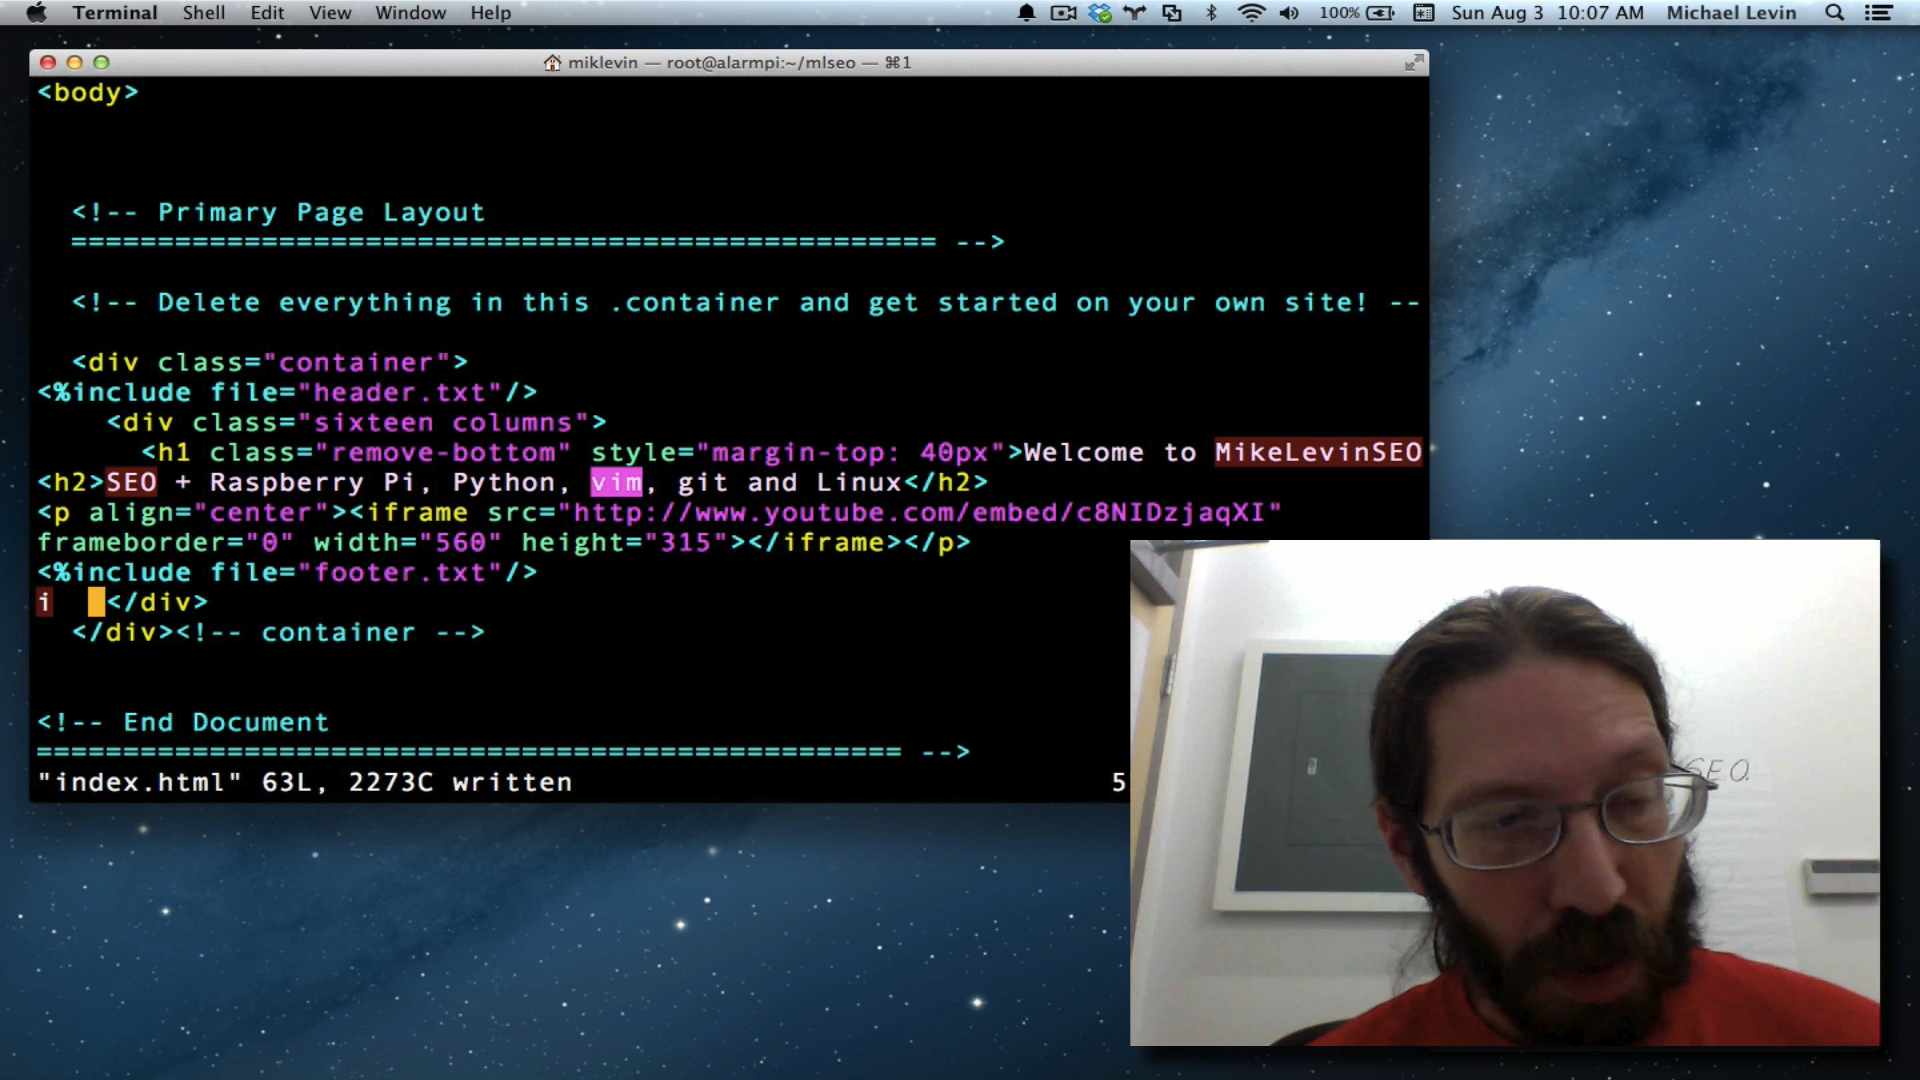 Terminal Shell Edit View Window Help 100% Sun Aug 3 10:07 AM Michael Levin
miklevin — root@alarmpi:~/mlseo — ⌘1
<body>
<!-- Primary Page Layout
================================================== -->
<!-- Delete everything in this .container and get started on your own site! --
<div class="container">
<%include file="header.txt"/>
<div class="sixteen columns">
<h1 class="remove-bottom" style="margin-top: 40px">Welcome to MikeLevinSEO
<h2>SEO + Raspberry Pi, Python, vim, git and Linux</h2>
<p align="center"><iframe src="http://www.youtube.com/embed/c8NIDzjaqXI"
frameborder="0" width="560" height="315"></iframe></p>
<%include file="footer.txt"/>
i </div>
</div><!-- container -->
<!-- End Document
================================================== -->
"index.html" 63L, 2273C written 5
SEO